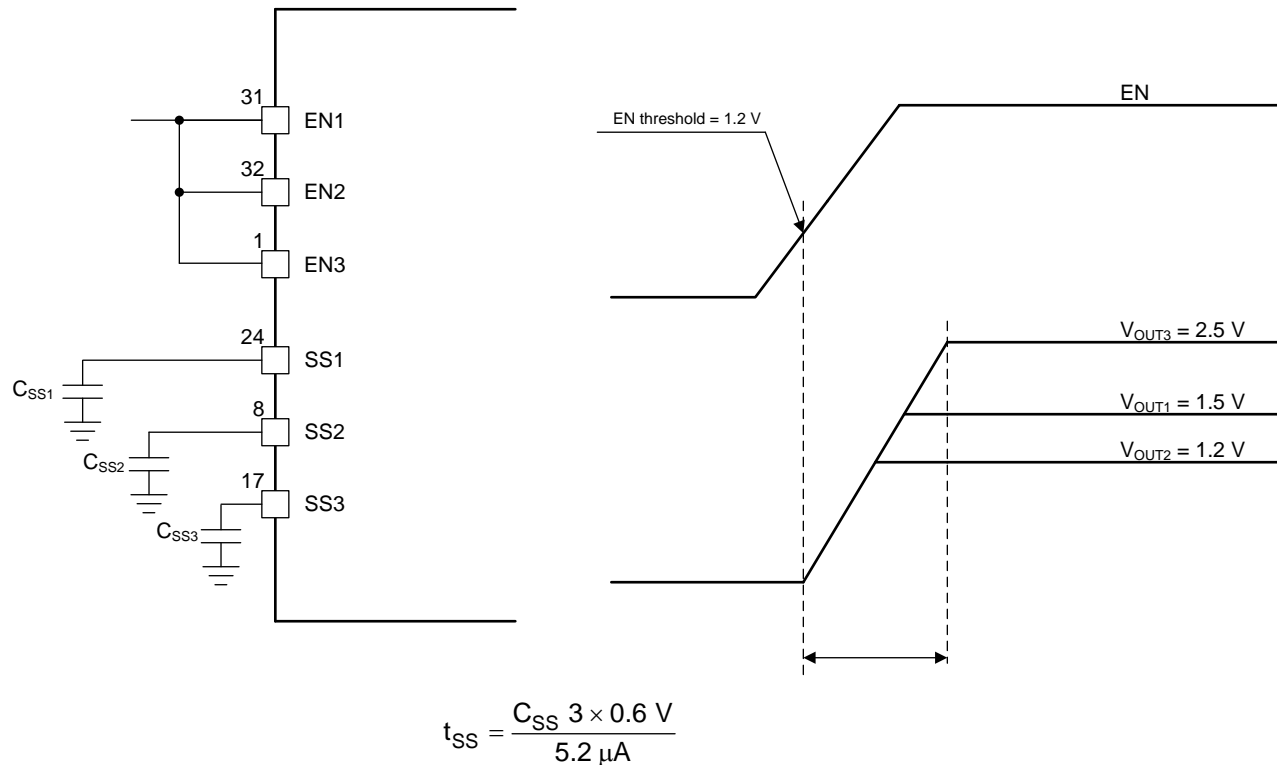 31
EN1
32
EN2
1
EN3
24
SS1
CSS1
8
SS2
CSS2
17
SS3
CSS3
EN
EN threshold = 1.2 V
VOUT3 = 2.5 V
VOUT1 = 1.5 V
VOUT2 = 1.2 V
tSS = CSS 3 × 0.6 V
5.2 μA